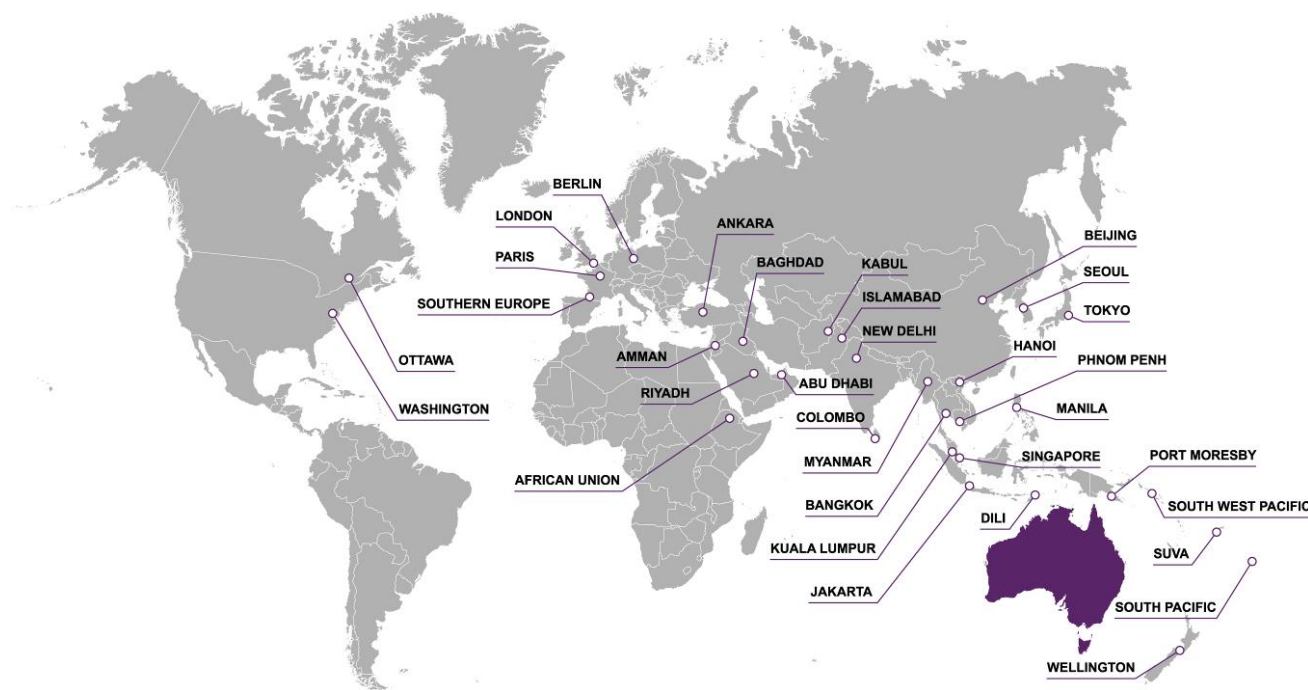 BERLIN
LONDON
ANKARA
BEIJING
PARIS
BAGHDAD
KABUL
SEOUL
SOUTHERN EUROPE
ISLAMABAD
TOKYO
NEW DELHI
HANOI
AMMAN
OTTAWA
PHNOM PENH
RIYADH
ABU DHABI
WASHINGTON
COLOMBO
MANILA
MYANMAR
SINGAPORE
PORT MORESBY
AFRICAN UNION
BANGKOK
DILI
SOUTH WEST PACIFIC
KUALA LUMPUR
SUVA
JAKARTA
SOUTH PACIFIC
WELLINGTON